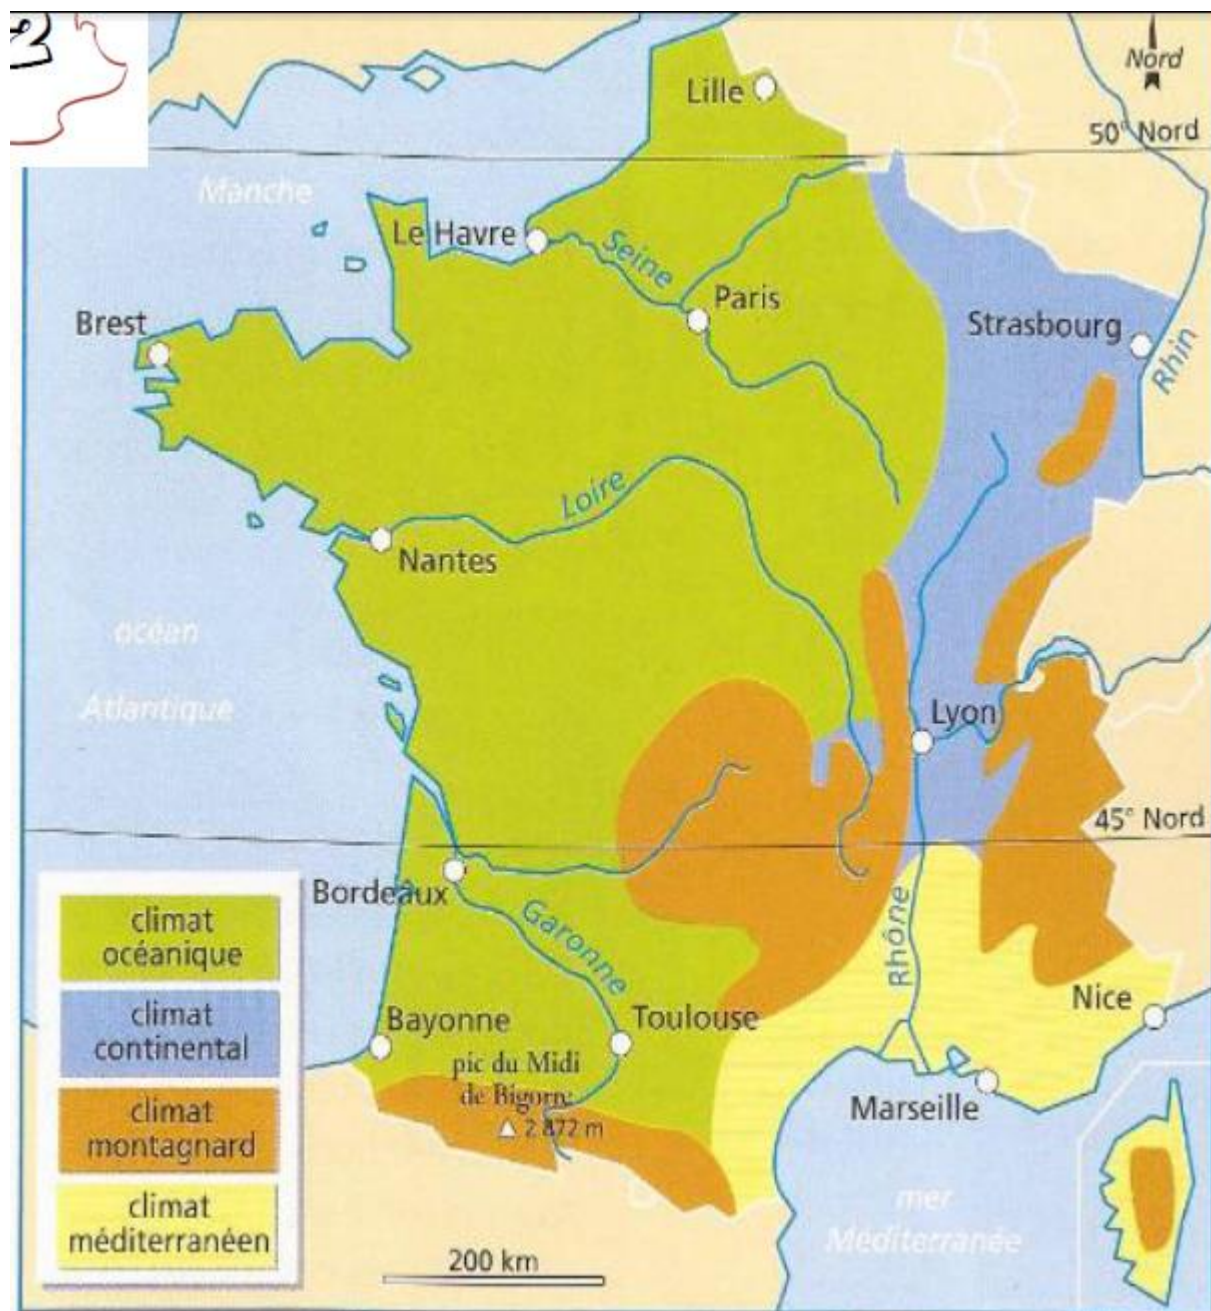 Nord
Lille
50° Nord
Manche
Le Havre
Seine
Paris
Brest
Strasbourg
Rhin
Loire
Nantes
océan
Atlantique
Lyon
45° Nord
Bordeaux
Garonne
Rhône
climat
océanique
climat
continental
climat
montagnard
climat
méditerranéen
Bayonne
Toulouse
Nice
pic du Midi
de Bigorre
2 872 m
Marseille
mer
Méditerranée
200 km